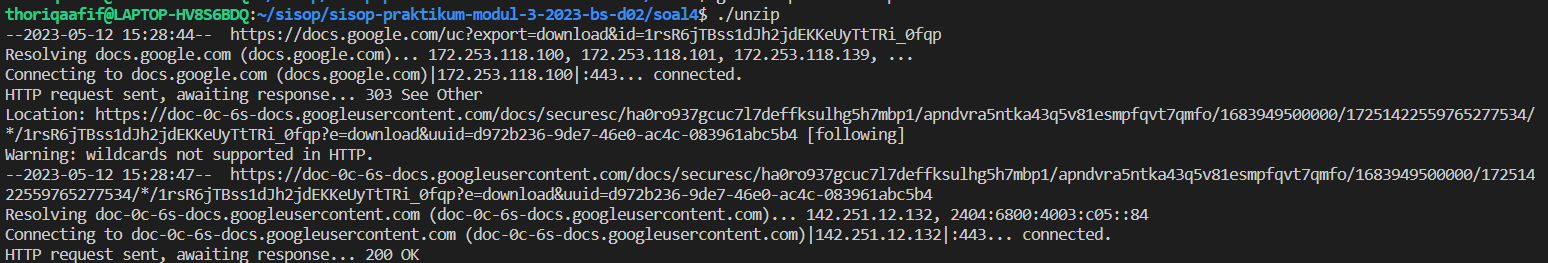 thoriqaafif@LAPTOP-HV8S6BDQ:~/sisop/sisop-praktikum-modul-3-2023-bs-d02/soal4$ ./unzip
--2023-05-12 15:28:44--  https://docs.google.com/uc?export=download&id=1rsR6jTBss1dJh2jdEKKeUyTtTRi_0fqp
Resolving docs.google.com (docs.google.com)... 172.253.118.100, 172.253.118.101, 172.253.118.139, ...
Connecting to docs.google.com (docs.google.com)|172.253.118.100|:443... connected.
HTTP request sent, awaiting response... 303 See Other
Location: https://doc-0c-6s-docs.googleusercontent.com/docs/securesc/ha0ro937gcuc7l7deffksulhg5h7mbp1/apndvra5ntka43q5v81esmpfqvt7qmfo/1683949500000/17251422559765277534/
*/1rsR6jTBss1dJh2jdEKKeUyTtTRi_0fqp?e=download&uuid=d972b236-9de7-46e0-ac4c-083961abc5b4 [following]
Warning: wildcards not supported in HTTP.
--2023-05-12 15:28:47--  https://doc-0c-6s-docs.googleusercontent.com/docs/securesc/ha0ro937gcuc7l7deffksulhg5h7mbp1/apndvra5ntka43q5v81esmpfqvt7qmfo/1683949500000/172514
22559765277534/*/1rsR6jTBss1dJh2jdEKKeUyTtTRi_0fqp?e=download&uuid=d972b236-9de7-46e0-ac4c-083961abc5b4
Resolving doc-0c-6s-docs.googleusercontent.com (doc-0c-6s-docs.googleusercontent.com)... 142.251.12.132, 2404:6800:4003:c05::84
Connecting to doc-0c-6s-docs.googleusercontent.com (doc-0c-6s-docs.googleusercontent.com)|142.251.12.132|:443... connected.
HTTP request sent, awaiting response... 200 OK